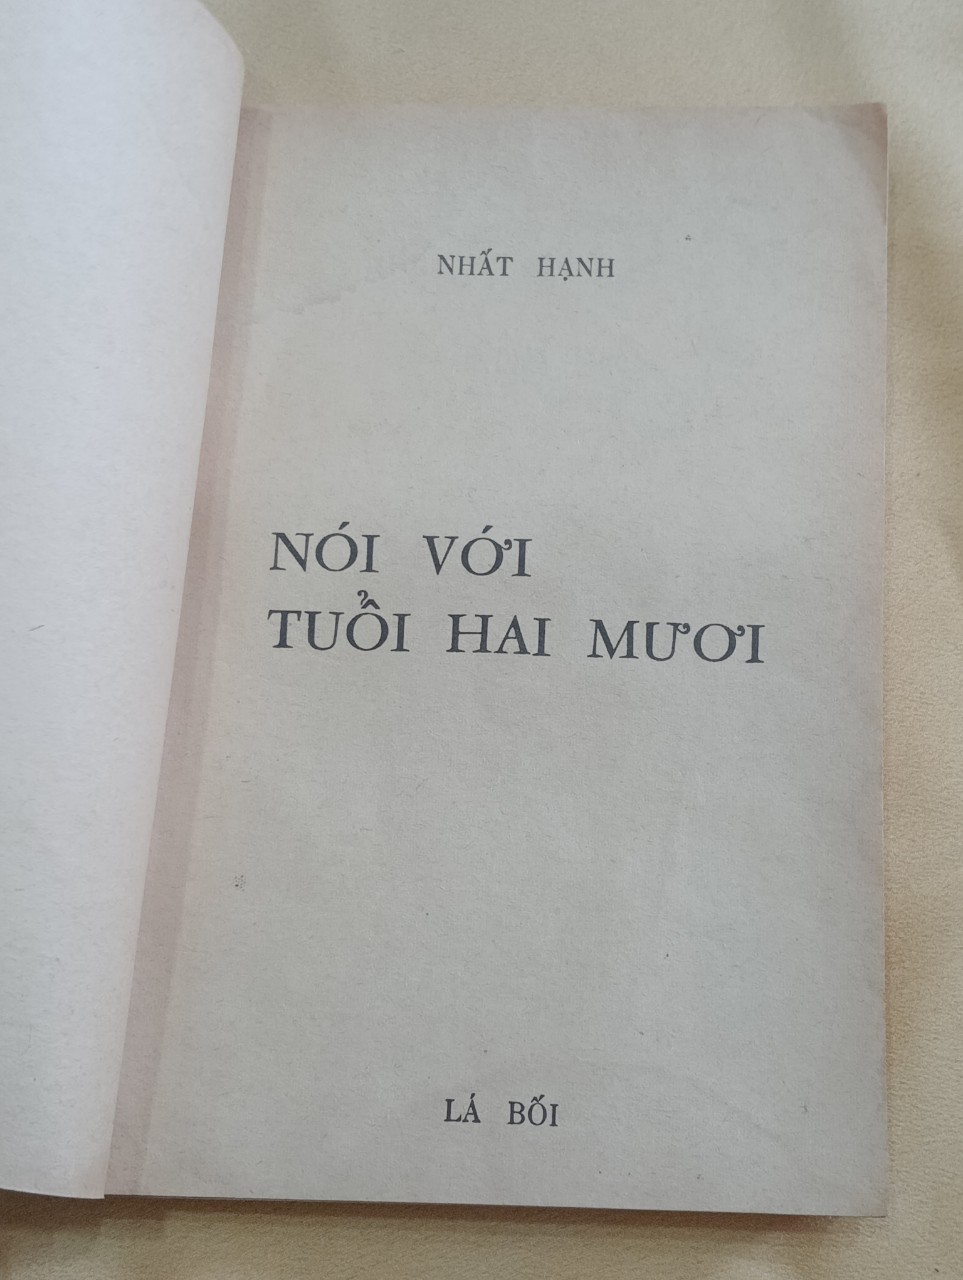 NHẤT HẠNH
NÓI VỚI
TUỔI HAI MƯƠI
LÁ BỐI